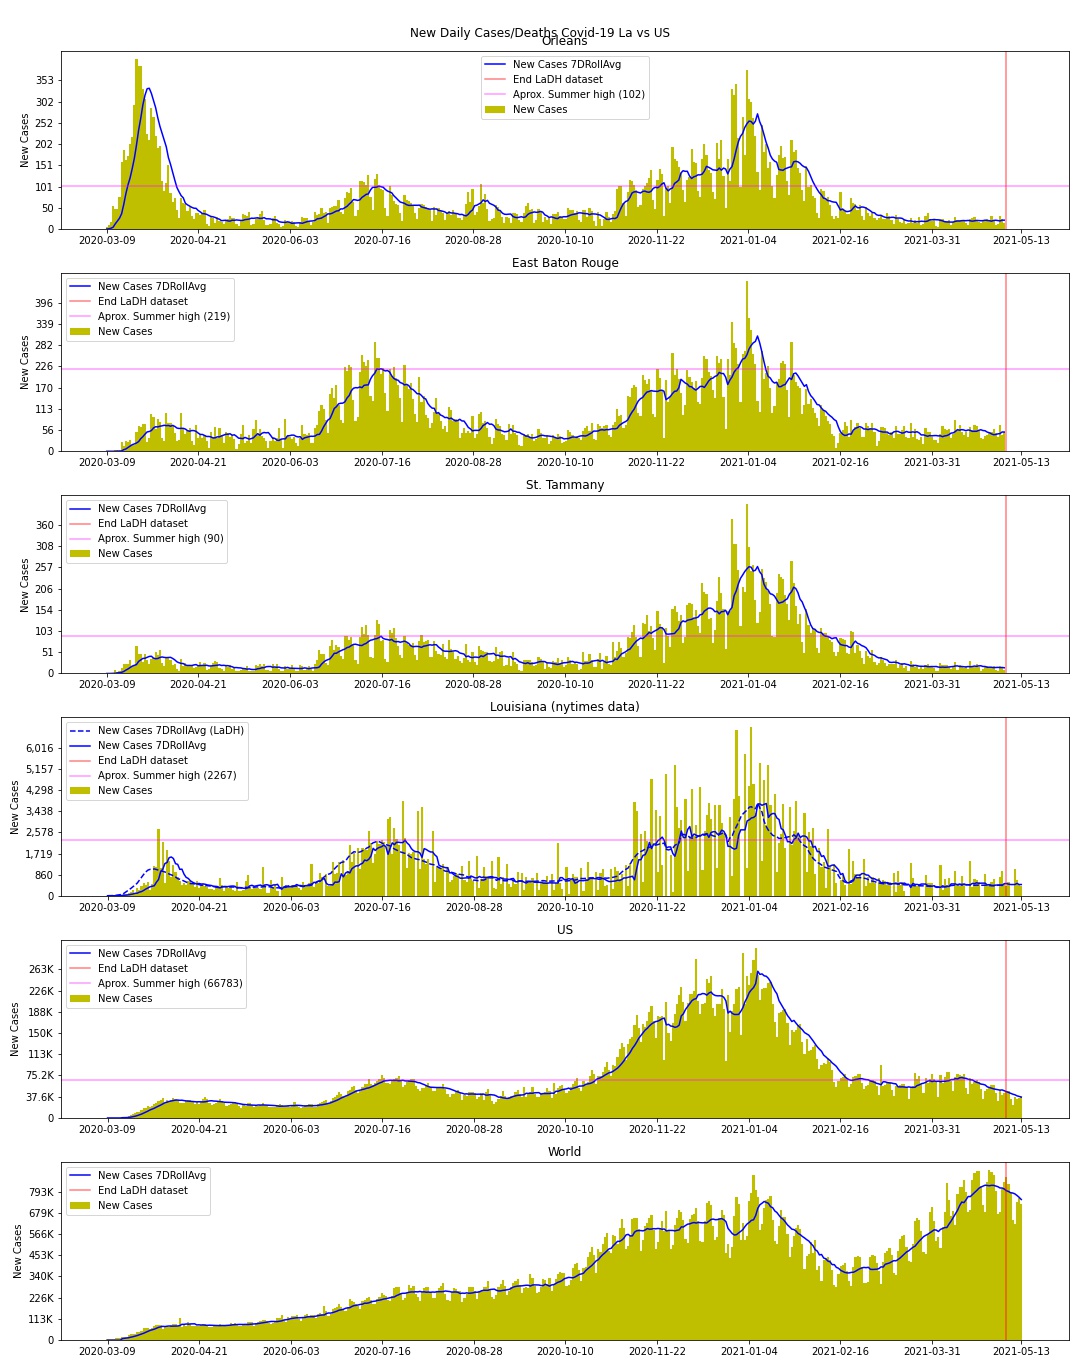 New Daily Cases/Deaths Covid-19 La vs US
Orleans
New Cases 7DRollAvg
End LaDH dataset
Aprox. Summer high (102)
New Cases
New Cases
353
302
252
202
151
101
50
0
2020-03-09 2020-04-21 2020-06-03 2020-07-16 2020-08-28 2020-10-10 2020-11-22 2021-01-04 2021-02-16 2021-03-31 2021-05-13
East Baton Rouge
New Cases 7DRollAvg
End LaDH dataset
Aprox. Summer high (219)
New Cases
New Cases
396
339
282
226
170
113
56
0
2020-03-09 2020-04-21 2020-06-03 2020-07-16 2020-08-28 2020-10-10 2020-11-22 2021-01-04 2021-02-16 2021-03-31 2021-05-13
St. Tammany
New Cases 7DRollAvg
End LaDH dataset
Aprox. Summer high (90)
New Cases
New Cases
360
308
257
206
154
103
51
0
2020-03-09 2020-04-21 2020-06-03 2020-07-16 2020-08-28 2020-10-10 2020-11-22 2021-01-04 2021-02-16 2021-03-31 2021-05-13
Louisiana (nytimes data)
New Cases 7DRollAvg (LaDH)
New Cases 7DRollAvg
End LaDH dataset
Aprox. Summer high (2267)
New Cases
New Cases
6,016
5,157
4,298
3,438
2,578
1,719
860
0
2020-03-09 2020-04-21 2020-06-03 2020-07-16 2020-08-28 2020-10-10 2020-11-22 2021-01-04 2021-02-16 2021-03-31 2021-05-13
US
New Cases 7DRollAvg
End LaDH dataset
Aprox. Summer high (66783)
New Cases
New Cases
263K
226K
188K
150K
113K
75.2K
37.6K
0
2020-03-09 2020-04-21 2020-06-03 2020-07-16 2020-08-28 2020-10-10 2020-11-22 2021-01-04 2021-02-16 2021-03-31 2021-05-13
World
New Cases 7DRollAvg
End LaDH dataset
New Cases
New Cases
793K
679K
566K
453K
340K
226K
113K
0
2020-03-09 2020-04-21 2020-06-03 2020-07-16 2020-08-28 2020-10-10 2020-11-22 2021-01-04 2021-02-16 2021-03-31 2021-05-13